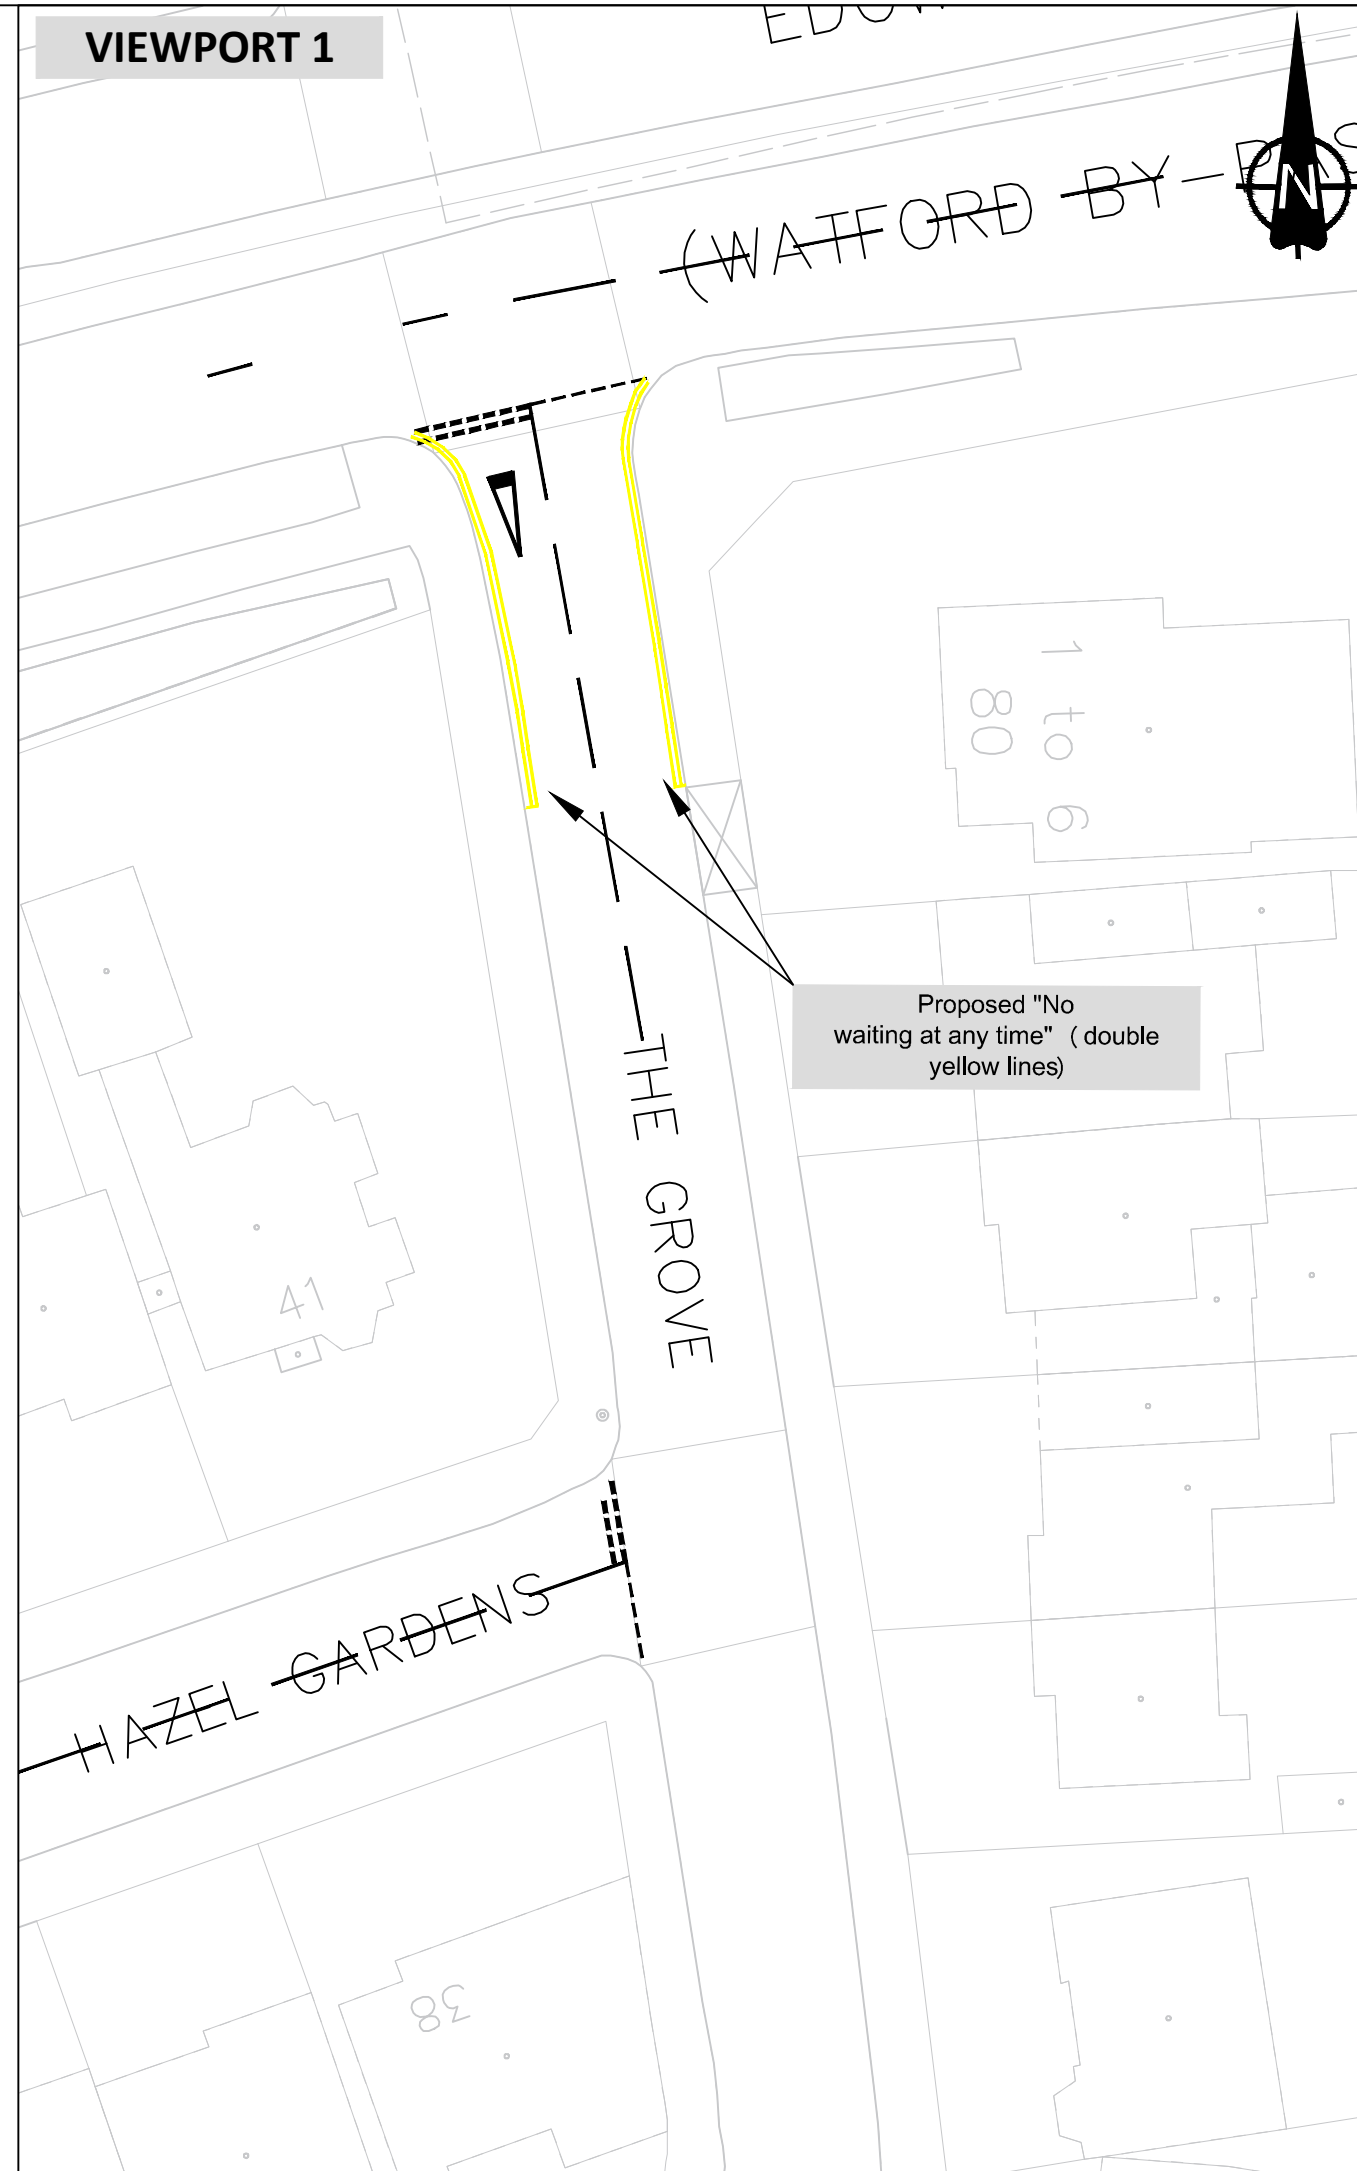 VIEWPORT 1
(WATFORD BY-
N
1 to 6
80
Proposed "No
waiting at any time" ( double
yellow lines)
THE GROVE
41
HAZEL GARDENS
38